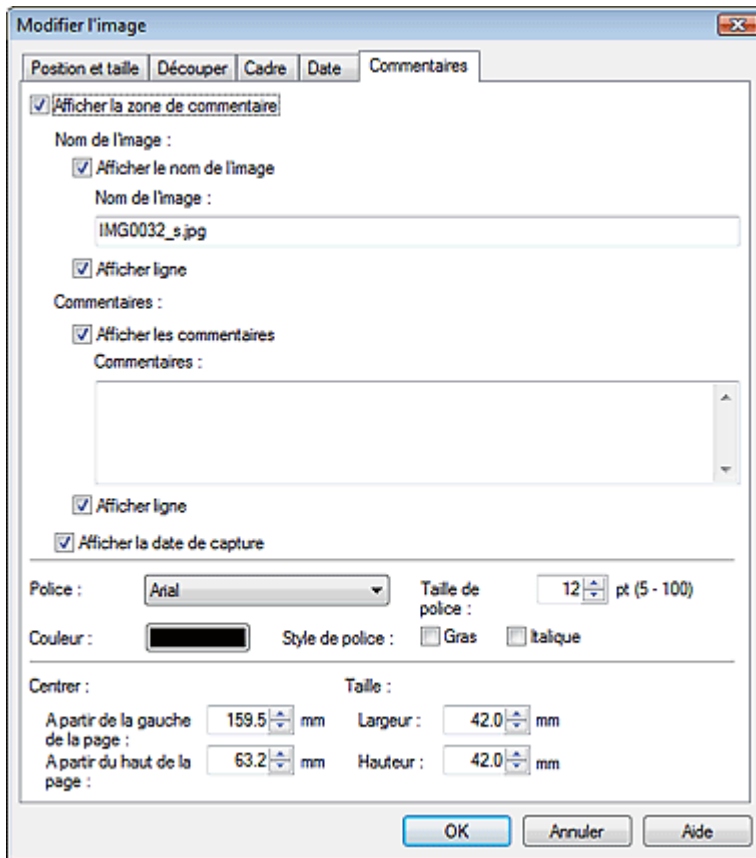 Modifier l'image
Position et taille Découper Cadre Date Commentaires
Afficher la zone de commentaire
Nom de l'image :
Afficher le nom de l'image
Nom de l'image :
IMG0032_s.jpg
Afficher ligne
Commentaires :
Afficher les commentaires
Commentaires :
Afficher ligne
Afficher la date de capture
Police : Arial Taille de police : 12 pt (5 - 100)
Couleur : Style de police : Gras Italique
Centrer : Taille :
A partir de la gauche de la page : 159.5 mm Largeur : 42.0 mm
A partir du haut de la page : 63.2 mm Hauteur : 42.0 mm
OK Annuler Aide